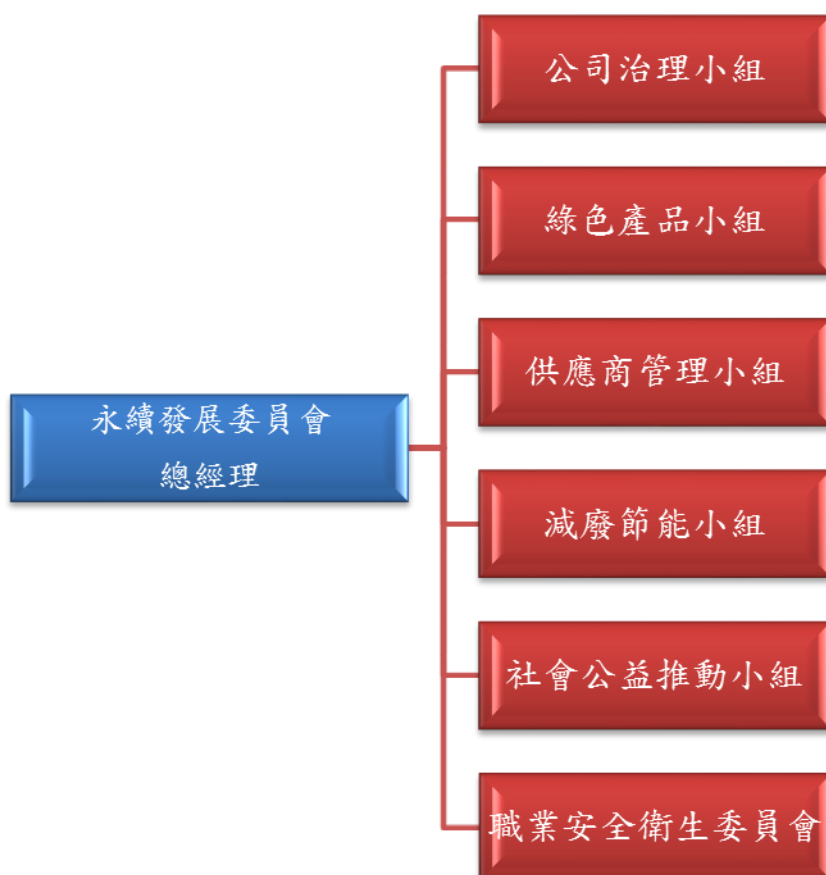 公司治理小組
綠色產品小組
供應商管理小組
永續發展委員會
總經理
減廢節能小組
社會公益推動小組
職業安全衛生委員會